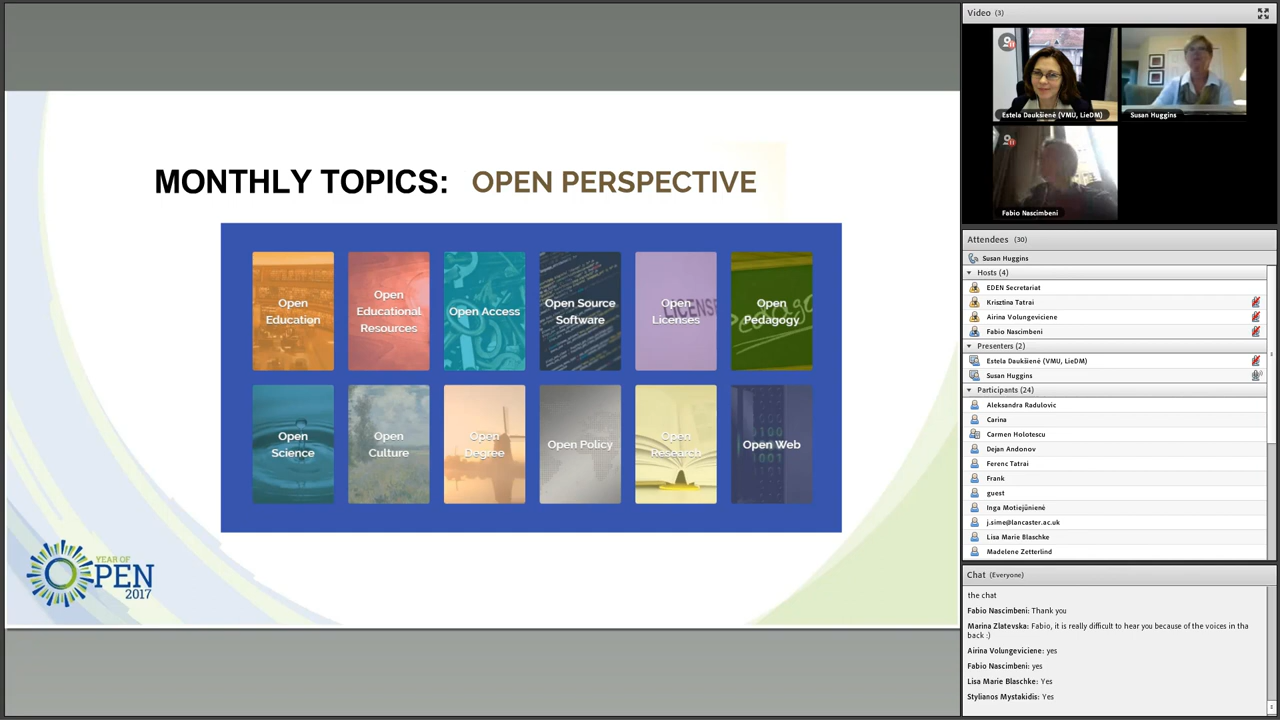 MONTHLY TOPICS: OPEN PERSPECTIVE
Open
Education
Open
Educational
Resources
Open Access
Open Source
Software
Open
Licenses
LICENSE
Open
Pedagogy
Open
Science
Open
Culture
Open
Degree
Open Policy
Open
Research
Open Web
YEAR OF
OPEN
2017
Video (3)
Estela Daukšienė (VMU, LieDM)
Susan Huggins
Fabio Nascimbeni
Attendees (30)
Susan Huggins
Hosts (4)
EDEN Secretariat
Krisztina Tatrai
Airina Volungeviciene
Fabio Nascimbeni
Presenters (2)
Estela Daukšienė (VMU, LieDM)
Susan Huggins
Participants (24)
Aleksandra Radulovic
Carina
Carmen Holotescu
Dejan Andonov
Ferenc Tatrai
Frank
guest
Inga Motiejūnienė
j.sime@lancaster.ac.uk
Lisa Marie Blaschke
Madelene Zetterlind
Chat (Everyone)
the chat
Fabio Nascimbeni: Thank you
Marina Zlatevska: Fabio, it is really difficult to hear you because of the voices in tha
back :)
Airina Volungeviciene: yes
Fabio Nascimbeni: yes
Lisa Marie Blaschke: Yes
Stylianos Mystakidis: Yes